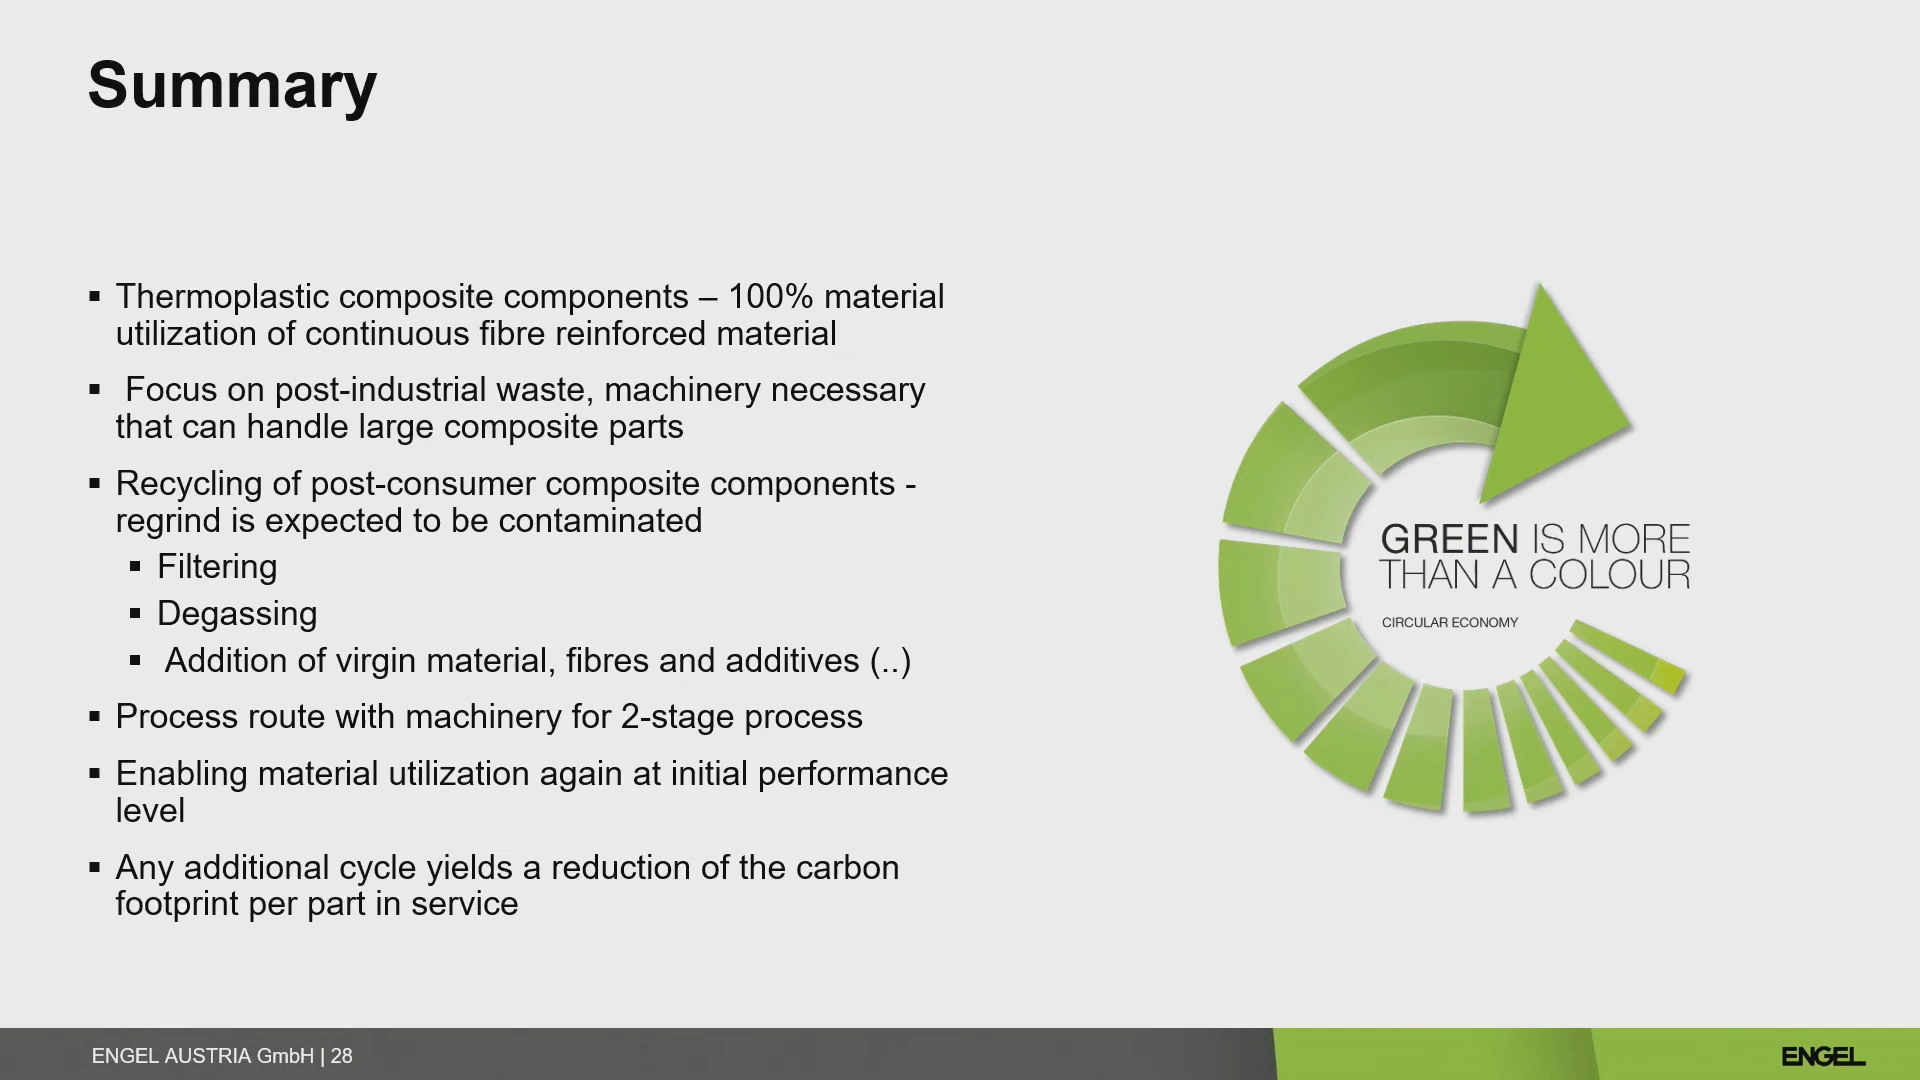 Summary
▪ Thermoplastic composite components – 100% material
utilization of continuous fibre reinforced material
▪ Focus on post-industrial waste, machinery necessary
that can handle large composite parts
▪ Recycling of post-consumer composite components -
regrind is expected to be contaminated
▪ Filtering
▪ Degassing
▪ Addition of virgin material, fibres and additives (..)
▪ Process route with machinery for 2-stage process
▪ Enabling material utilization again at initial performance
level
▪ Any additional cycle yields a reduction of the carbon
footprint per part in service
GREEN IS MORE
THAN A COLOUR
CIRCULAR ECONOMY
ENGEL AUSTRIA GmbH | 28
ENGEL